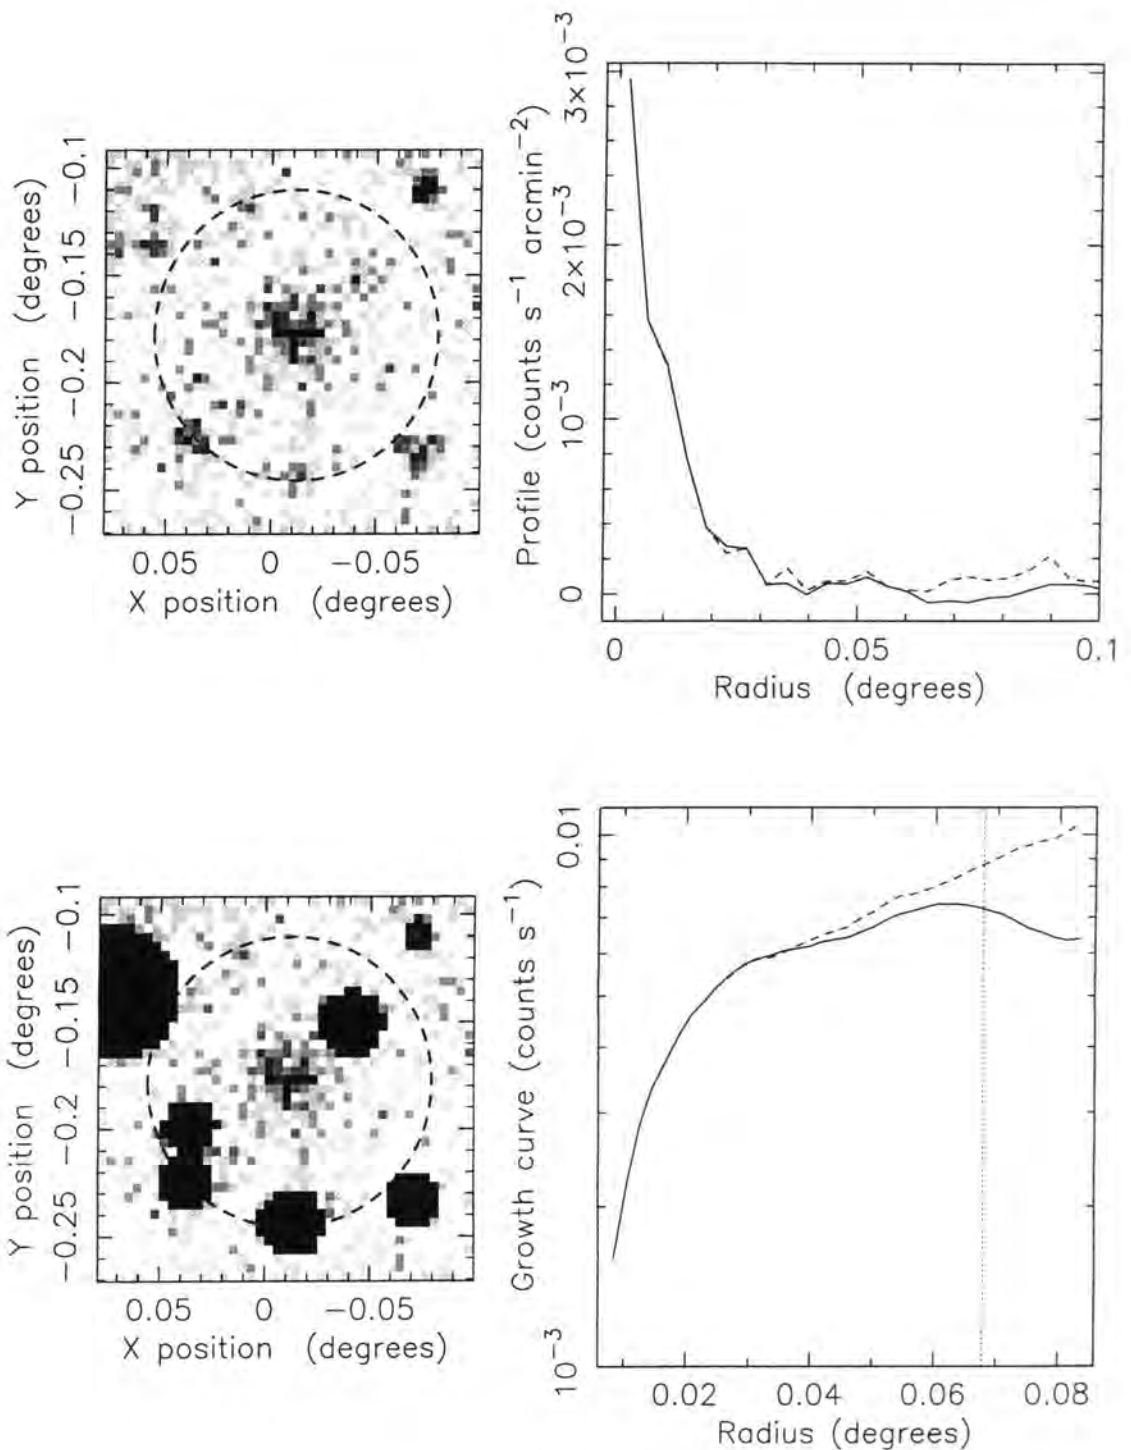 −0.1
−0.15
−0.2
−0.25
Y position (degrees)
0.05 0 −0.05
X position (degrees)
3×10−3
2×10−3
10−3
0
Profile (counts s−1 arcmin−2)
0 0.05 0.1
Radius (degrees)
−0.1
−0.15
−0.2
−0.25
Y position (degrees)
0.05 0 −0.05
X position (degrees)
0.01
10−3
Growth curve (counts s−1)
0.02 0.04 0.06 0.08
Radius (degrees)